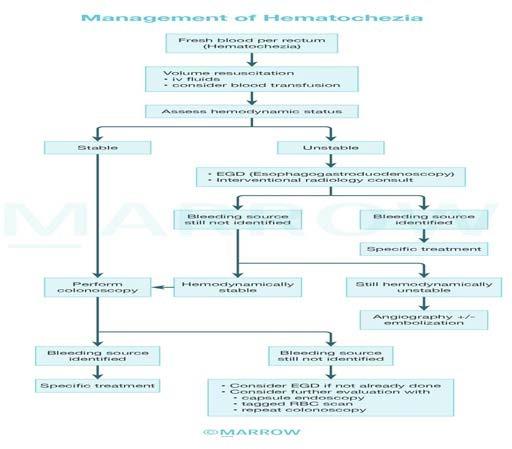 Management of Hematochezia
Fresh blood per rectum
(Hematochezia)
Volume resuscitation
• iv fluids
• consider blood transfusion
Assess hemodynamic status
Stable
Unstable
• EGD (Esophagogastroduodenoscopy)
• Interventional radiology consult
Bleeding source
still not identified
Bleeding source
identified
Specific treatment
Perform
colonoscopy
Hemodynamically
stable
Still hemodynamically
unstable
Angiography +/-
embolization
Bleeding source
identified
Bleeding source
still not identified
Specific treatment
• Consider EGD if not already done
• Consider further evaluation with
• capsule endoscopy
• tagged RBC scan
• repeat colonoscopy
MARROW
©MARROW